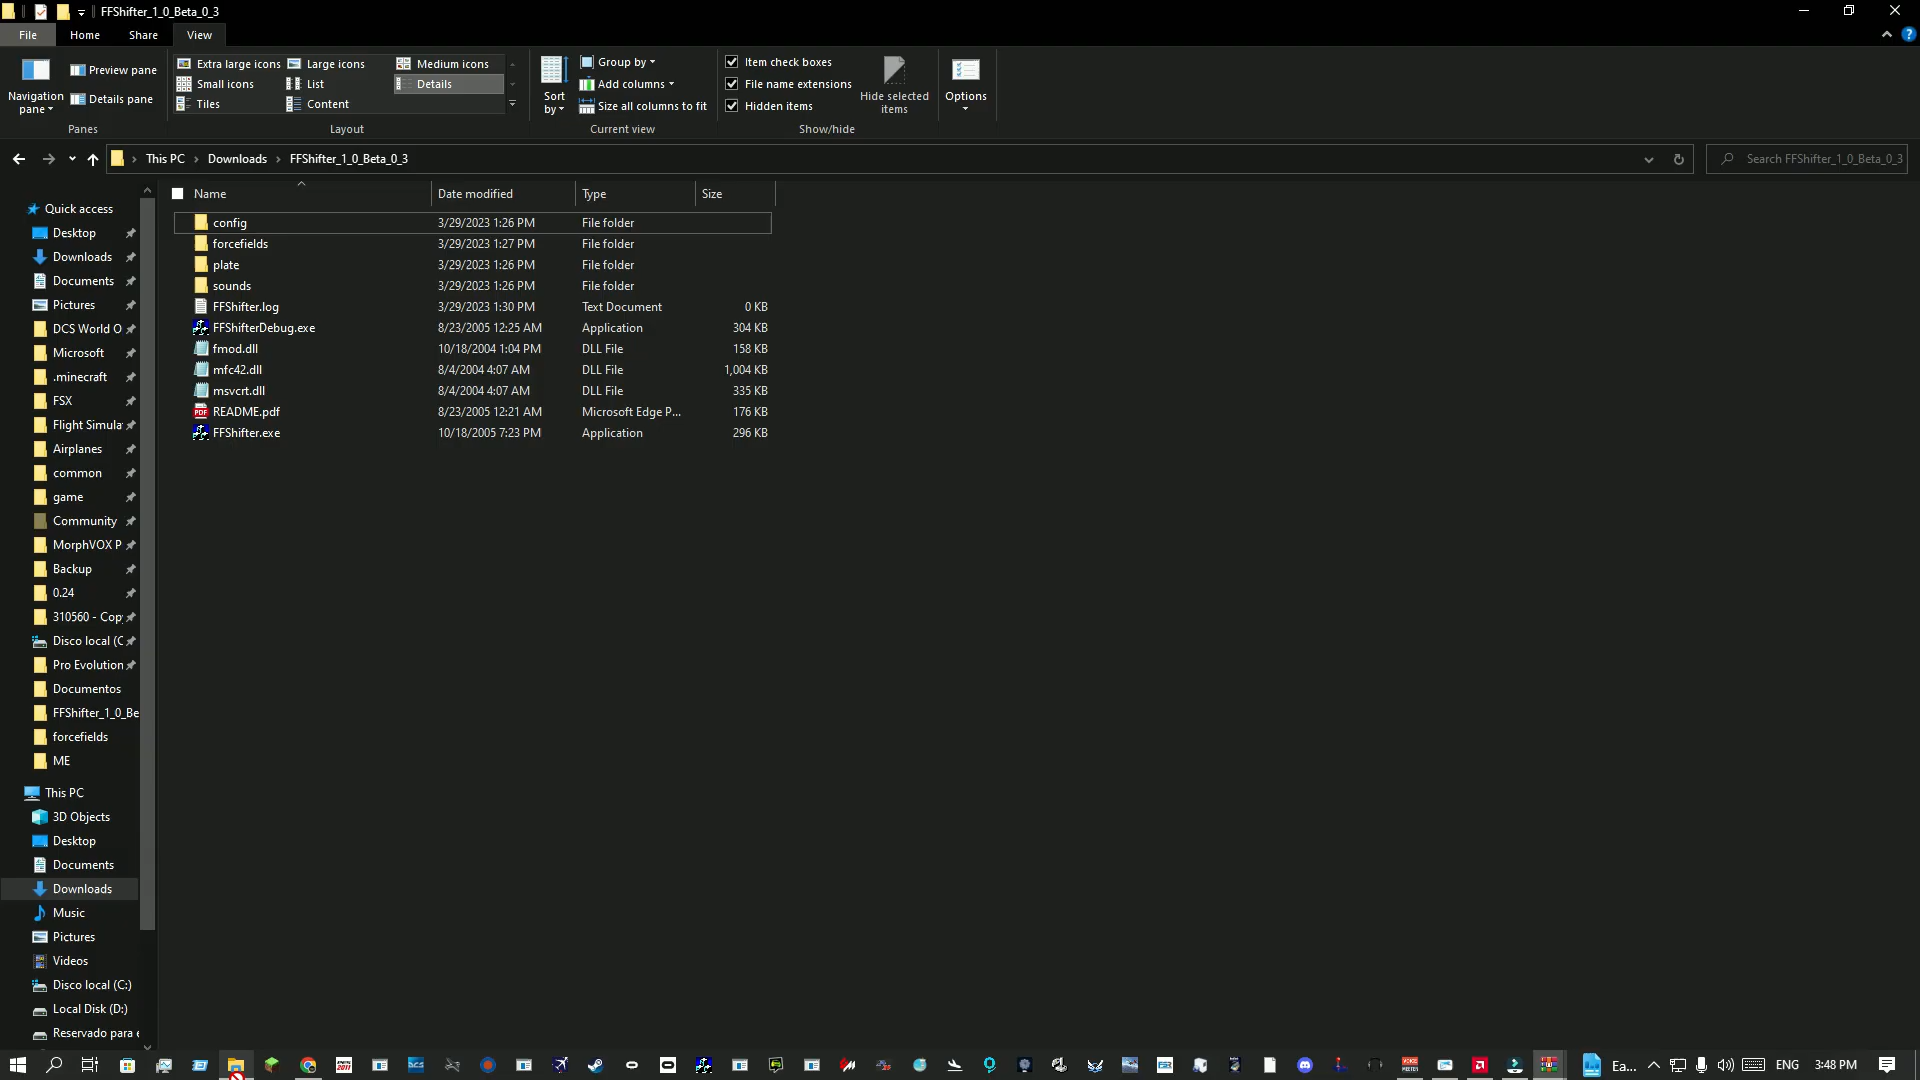 FFShifter_1_0_Beta_0_3
File Home Share View
Navigation pane
Preview pane
Details pane
Panes
Extra large icons Large icons Medium icons
Small icons List Details
Tiles Content
Layout
Sort by
Group by
Add columns
Size all columns to fit
Current view
Item check boxes
File name extensions
Hidden items
Hide selected items
Show/hide
Options
This PC Downloads FFShifter_1_0_Beta_0_3
Search FFShifter_1_0_Beta_0_3
Name Date modified Type Size
config 3/29/2023 1:26 PM File folder
forcefields 3/29/2023 1:27 PM File folder
plate 3/29/2023 1:26 PM File folder
sounds 3/29/2023 1:26 PM File folder
FFShifter.log 3/29/2023 1:30 PM Text Document 0 KB
FFShifterDebug.exe 8/23/2005 12:25 AM Application 304 KB
fmod.dll 10/18/2004 1:04 PM DLL File 158 KB
mfc42.dll 8/4/2004 4:07 AM DLL File 1,004 KB
msvcrt.dll 8/4/2004 4:07 AM DLL File 335 KB
README.pdf 8/23/2005 12:21 AM Microsoft Edge P... 176 KB
FFShifter.exe 10/18/2005 7:23 PM Application 296 KB
Quick access
Desktop
Downloads
Documents
Pictures
DCS World O
Microsoft
.minecraft
FSX
Flight Simula
Airplanes
common
game
Community
MorphVOX P
Backup
0.24
310560 - Cop
Disco local (C
Pro Evolution
Documentos
FFShifter_1_0_Be
forcefields
ME
This PC
3D Objects
Desktop
Documents
Downloads
Music
Pictures
Videos
Disco local (C:)
Local Disk (D:)
Reservado para e
Ea... ENG 3:48 PM